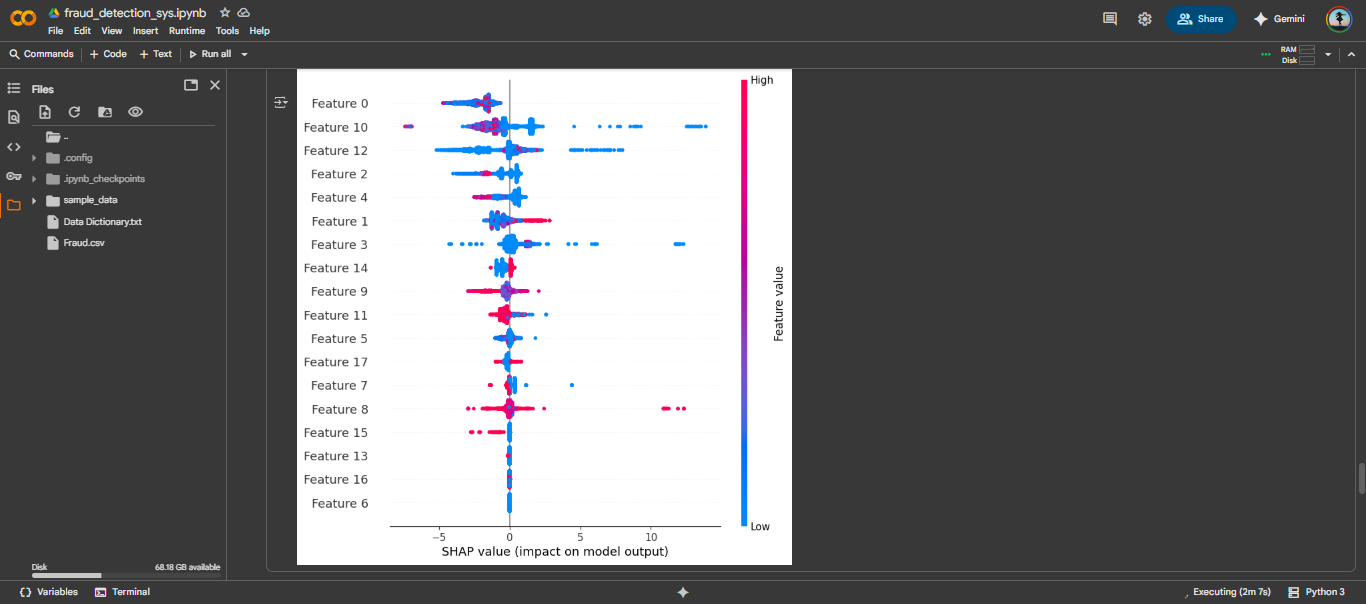 fraud_detection_sys.ipynb
File Edit View Insert Runtime Tools Help
Share
Gemini
Commands + Code + Text Run all
RAM
Disk
Files
..
.config
.ipynb_checkpoints
sample_data
Data Dictionary.txt
Fraud.csv
Disk 68.18 GB available
High
Feature 0
Feature 10
Feature 12
Feature 2
Feature 4
Feature 1
Feature 3
Feature 14
Feature 9
Feature 11
Feature 5
Feature 17
Feature 7
Feature 8
Feature 15
Feature 13
Feature 16
Feature 6
Feature value
Low
−5 0 5 10
SHAP value (impact on model output)
Variables Terminal
Executing (2m 7s) Python 3